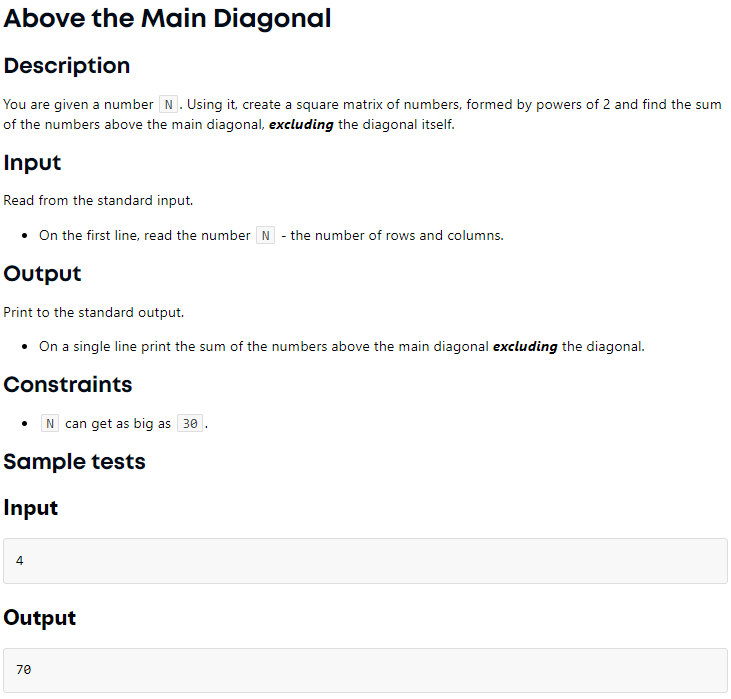 Above the Main Diagonal
Description
You are given a number N. Using it, create a square matrix of numbers, formed by powers of 2 and find the sum
of the numbers above the main diagonal, excluding the diagonal itself.
Input
Read from the standard input.
• On the first line, read the number N - the number of rows and columns.
Output
Print to the standard output.
• On a single line print the sum of the numbers above the main diagonal excluding the diagonal.
Constraints
• N can get as big as 30.
Sample tests
Input
4
Output
70